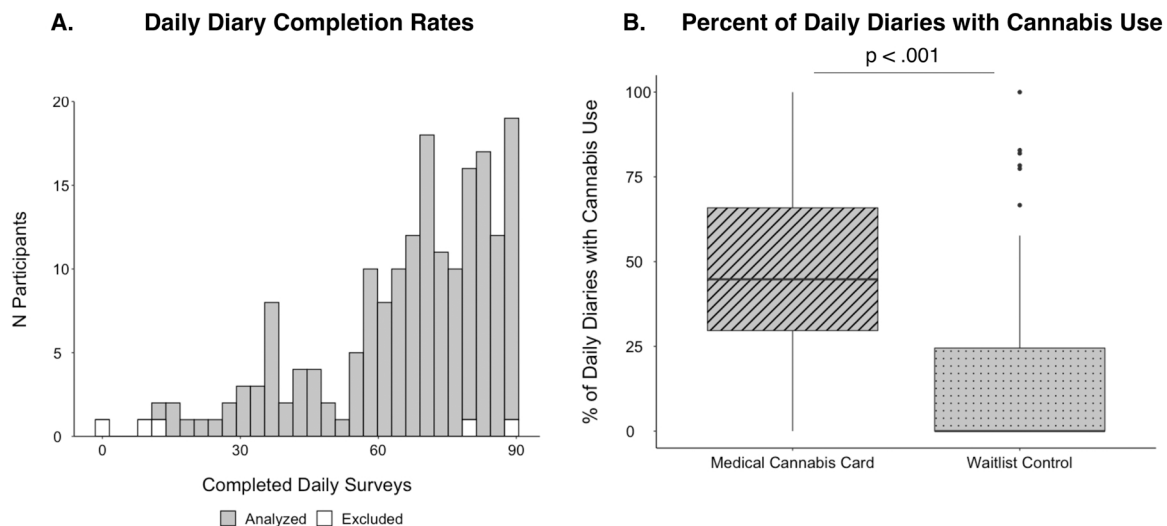 A. Daily Diary Completion Rates
20
15
10
5
0
N Participants
0 30 60 90
Completed Daily Surveys
Analyzed Excluded
B. Percent of Daily Diaries with Cannabis Use
p < .001
100
75
50
25
0
% of Daily Diaries with Cannabis Use
Medical Cannabis Card Waitlist Control